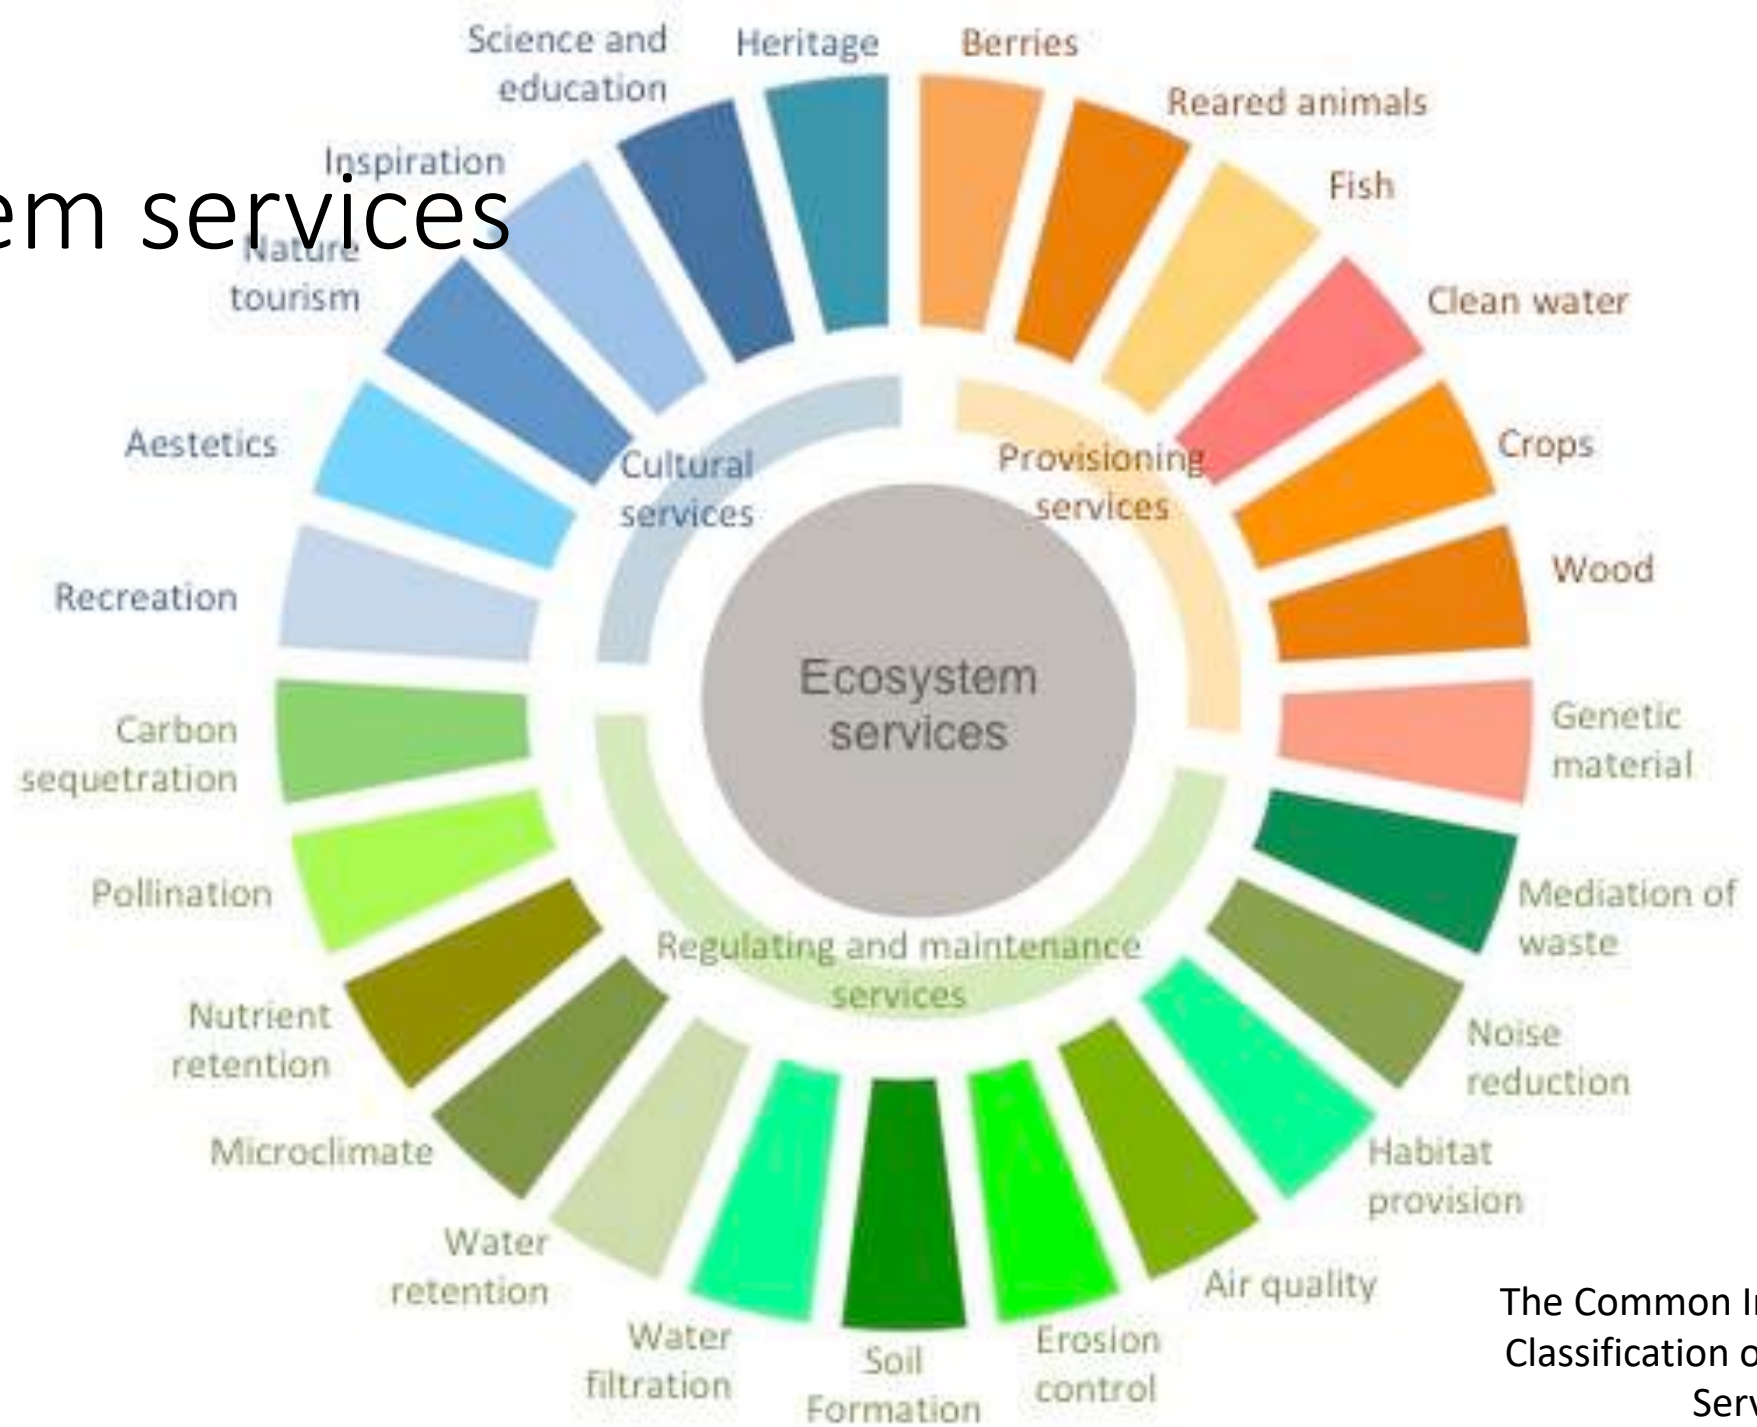 em services
Science and
education
Heritage
Berries
Reared animals
Inspiration
Fish
Nature
tourism
Clean water
Aestetics
Crops
Cultural
services
Provisioning
services
Wood
Recreation
Ecosystem
services
Genetic
material
Carbon
sequetration
Mediation of
waste
Pollination
Regulating and maintenance
services
Nutrient
retention
Noise
reduction
Microclimate
Habitat
provision
Water
retention
Air quality
Water
filtration
Soil
Formation
Erosion
control
The Common In
Classification o
Serv